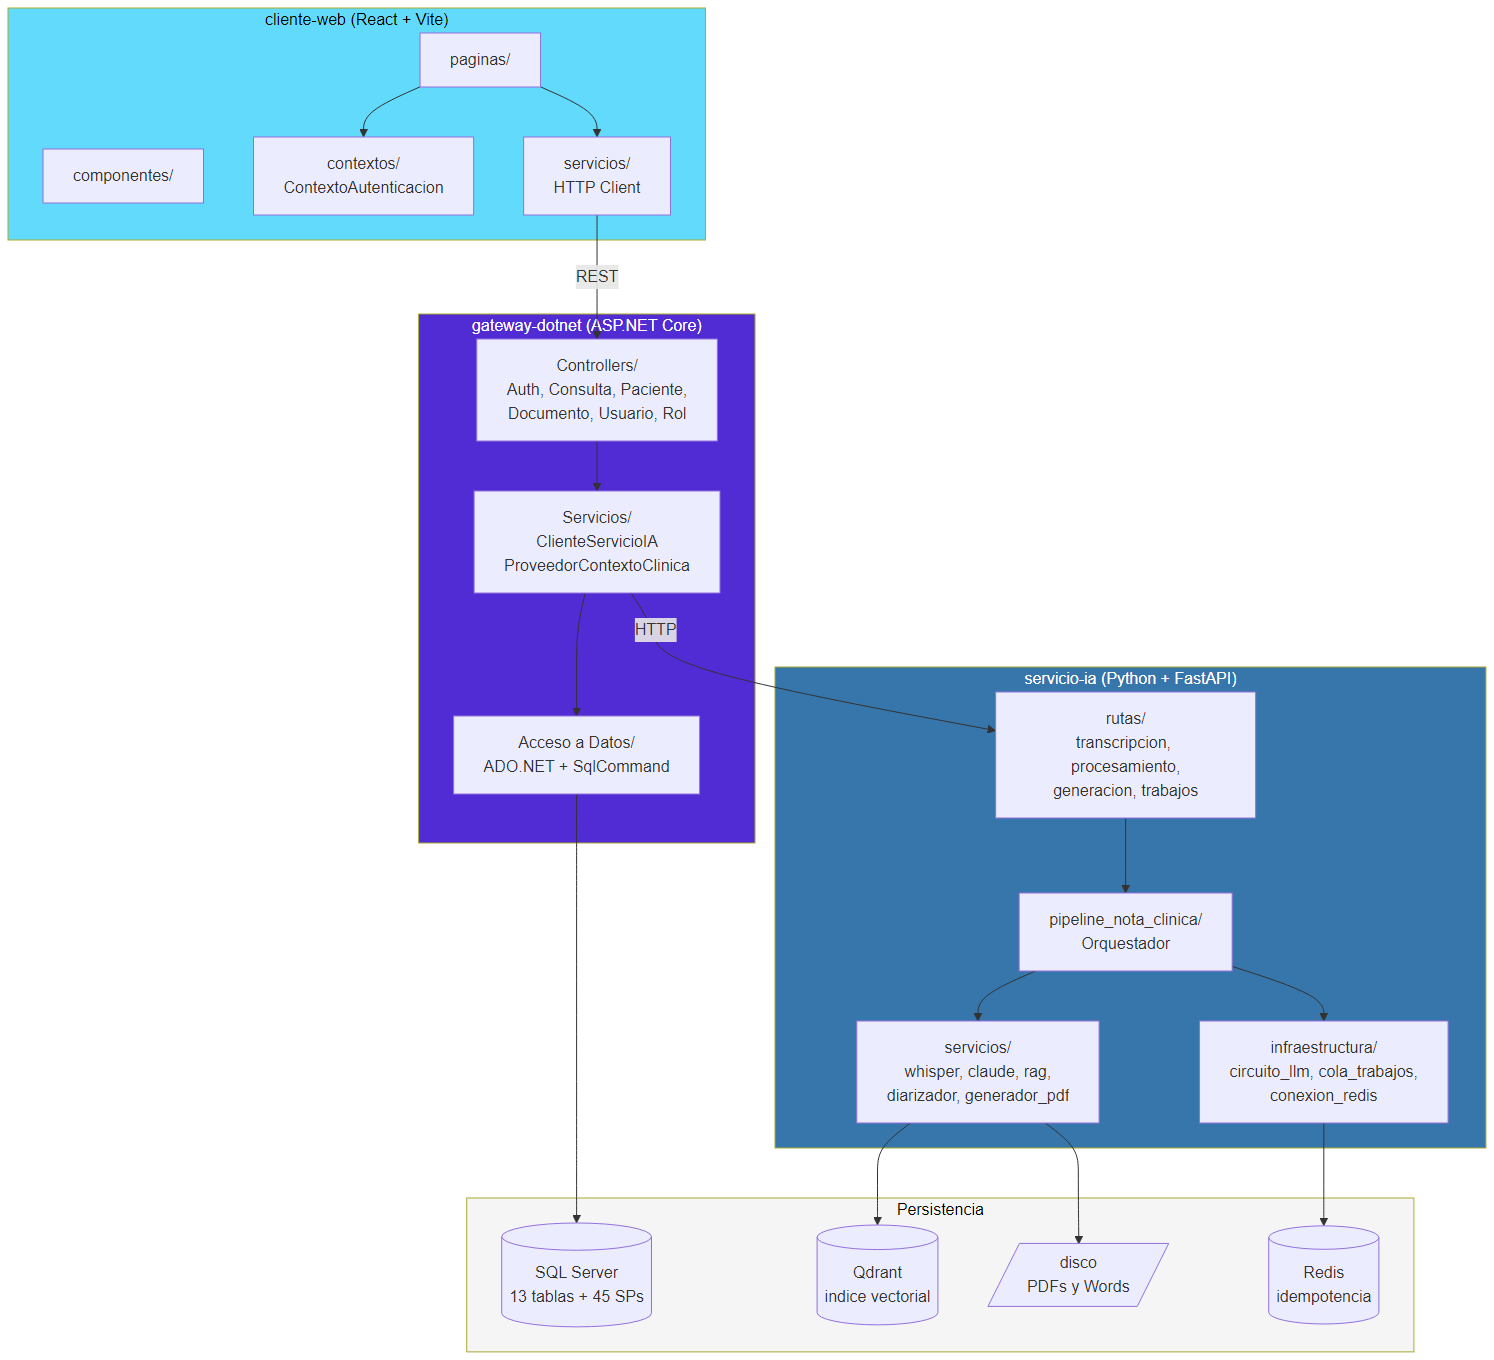 cliente-web (React + Vite)
paginas/
componentes/
contextos/
ContextoAutenticacion
servicios/
HTTP Client
REST
gateway-dotnet (ASP.NET Core)
Controllers/
Auth, Consulta, Paciente,
Documento, Usuario, Rol
Servicios/
ClienteServicioIA
ProveedorContextoClinica
HTTP
Acceso a Datos/
ADO.NET + SqlCommand
servicio-ia (Python + FastAPI)
rutas/
transcripcion,
procesamiento,
generacion, trabajos
pipeline_nota_clinica/
Orquestador
servicios/
whisper, claude, rag,
diarizador, generador_pdf
infraestructura/
circuito_llm, cola_trabajos,
conexion_redis
Persistencia
SQL Server
13 tablas + 45 SPs
Qdrant
indice vectorial
disco
PDFs y Words
Redis
idempotencia